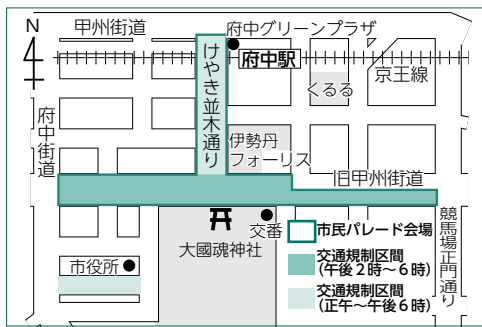 N
甲州街道
府中グリーンプラザ
府中駅
京王線
くるる
けやき並木通り
府中街道
伊勢丹
フォーリス
旧甲州街道
交番
大國魂神社
市役所
競馬場正門通り
市民パレード会場
交通規制区間
(午後2時~6時)
交通規制区間
(正午~午後6時)